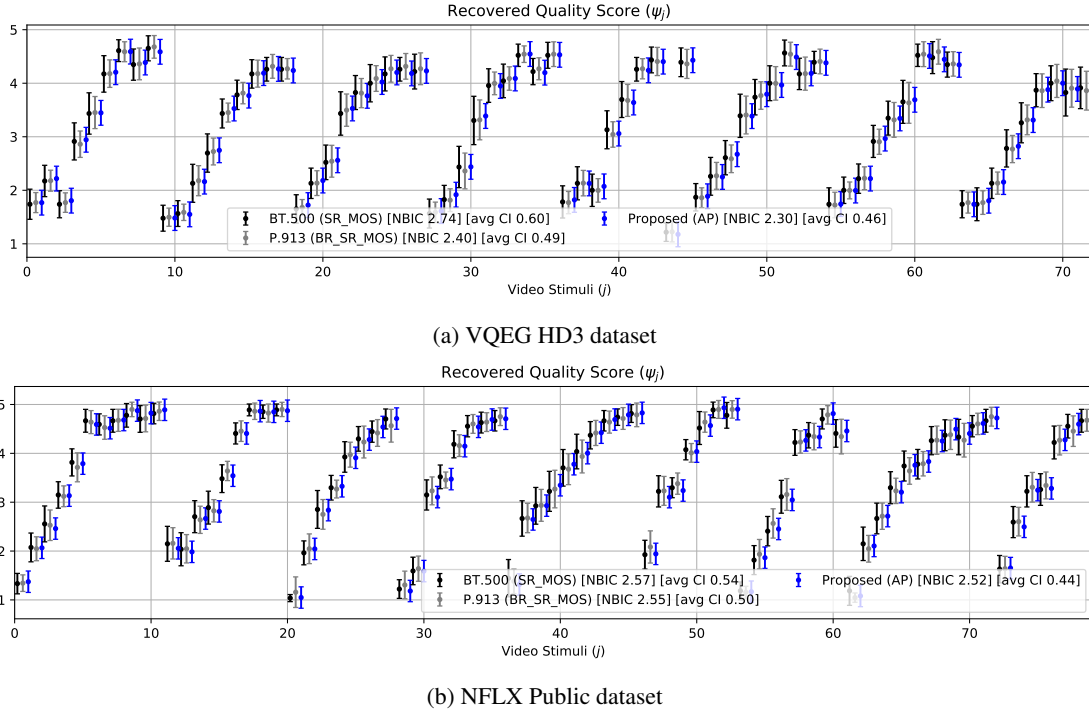 Recovered Quality Score (ψj)
5
4
3
2
1
BT.500 (SR_MOS) [NBIC 2.74] [avg CI 0.60]
P.913 (BR_SR_MOS) [NBIC 2.40] [avg CI 0.49]
Proposed (AP) [NBIC 2.30] [avg CI 0.46]
0 10 20 30 40 50 60 70
Video Stimuli (j)
(a) VQEG HD3 dataset
Recovered Quality Score (ψj)
5
4
3
2
1
BT.500 (SR_MOS) [NBIC 2.57] [avg CI 0.54]
P.913 (BR_SR_MOS) [NBIC 2.55] [avg CI 0.50]
Proposed (AP) [NBIC 2.52] [avg CI 0.44]
0 10 20 30 40 50 60 70
Video Stimuli (j)
(b) NFLX Public dataset